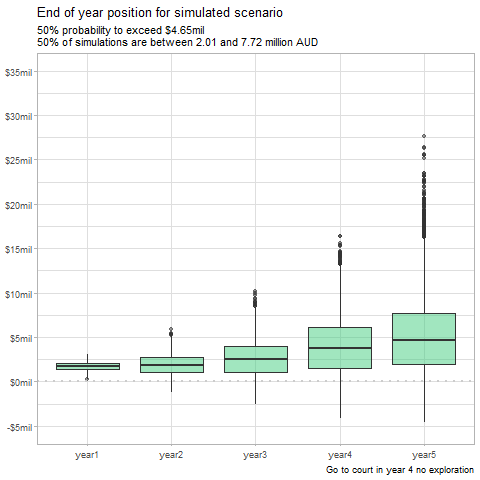 End of year position for simulated scenario
50% probability to exceed $4.65mil
50% of simulations are between 2.01 and 7.72 million AUD
$35mil
$30mil
$25mil
$20mil
$15mil
$10mil
$5mil
$0mil
-$5mil
year1 year2 year3 year4 year5
Go to court in year 4 no exploration